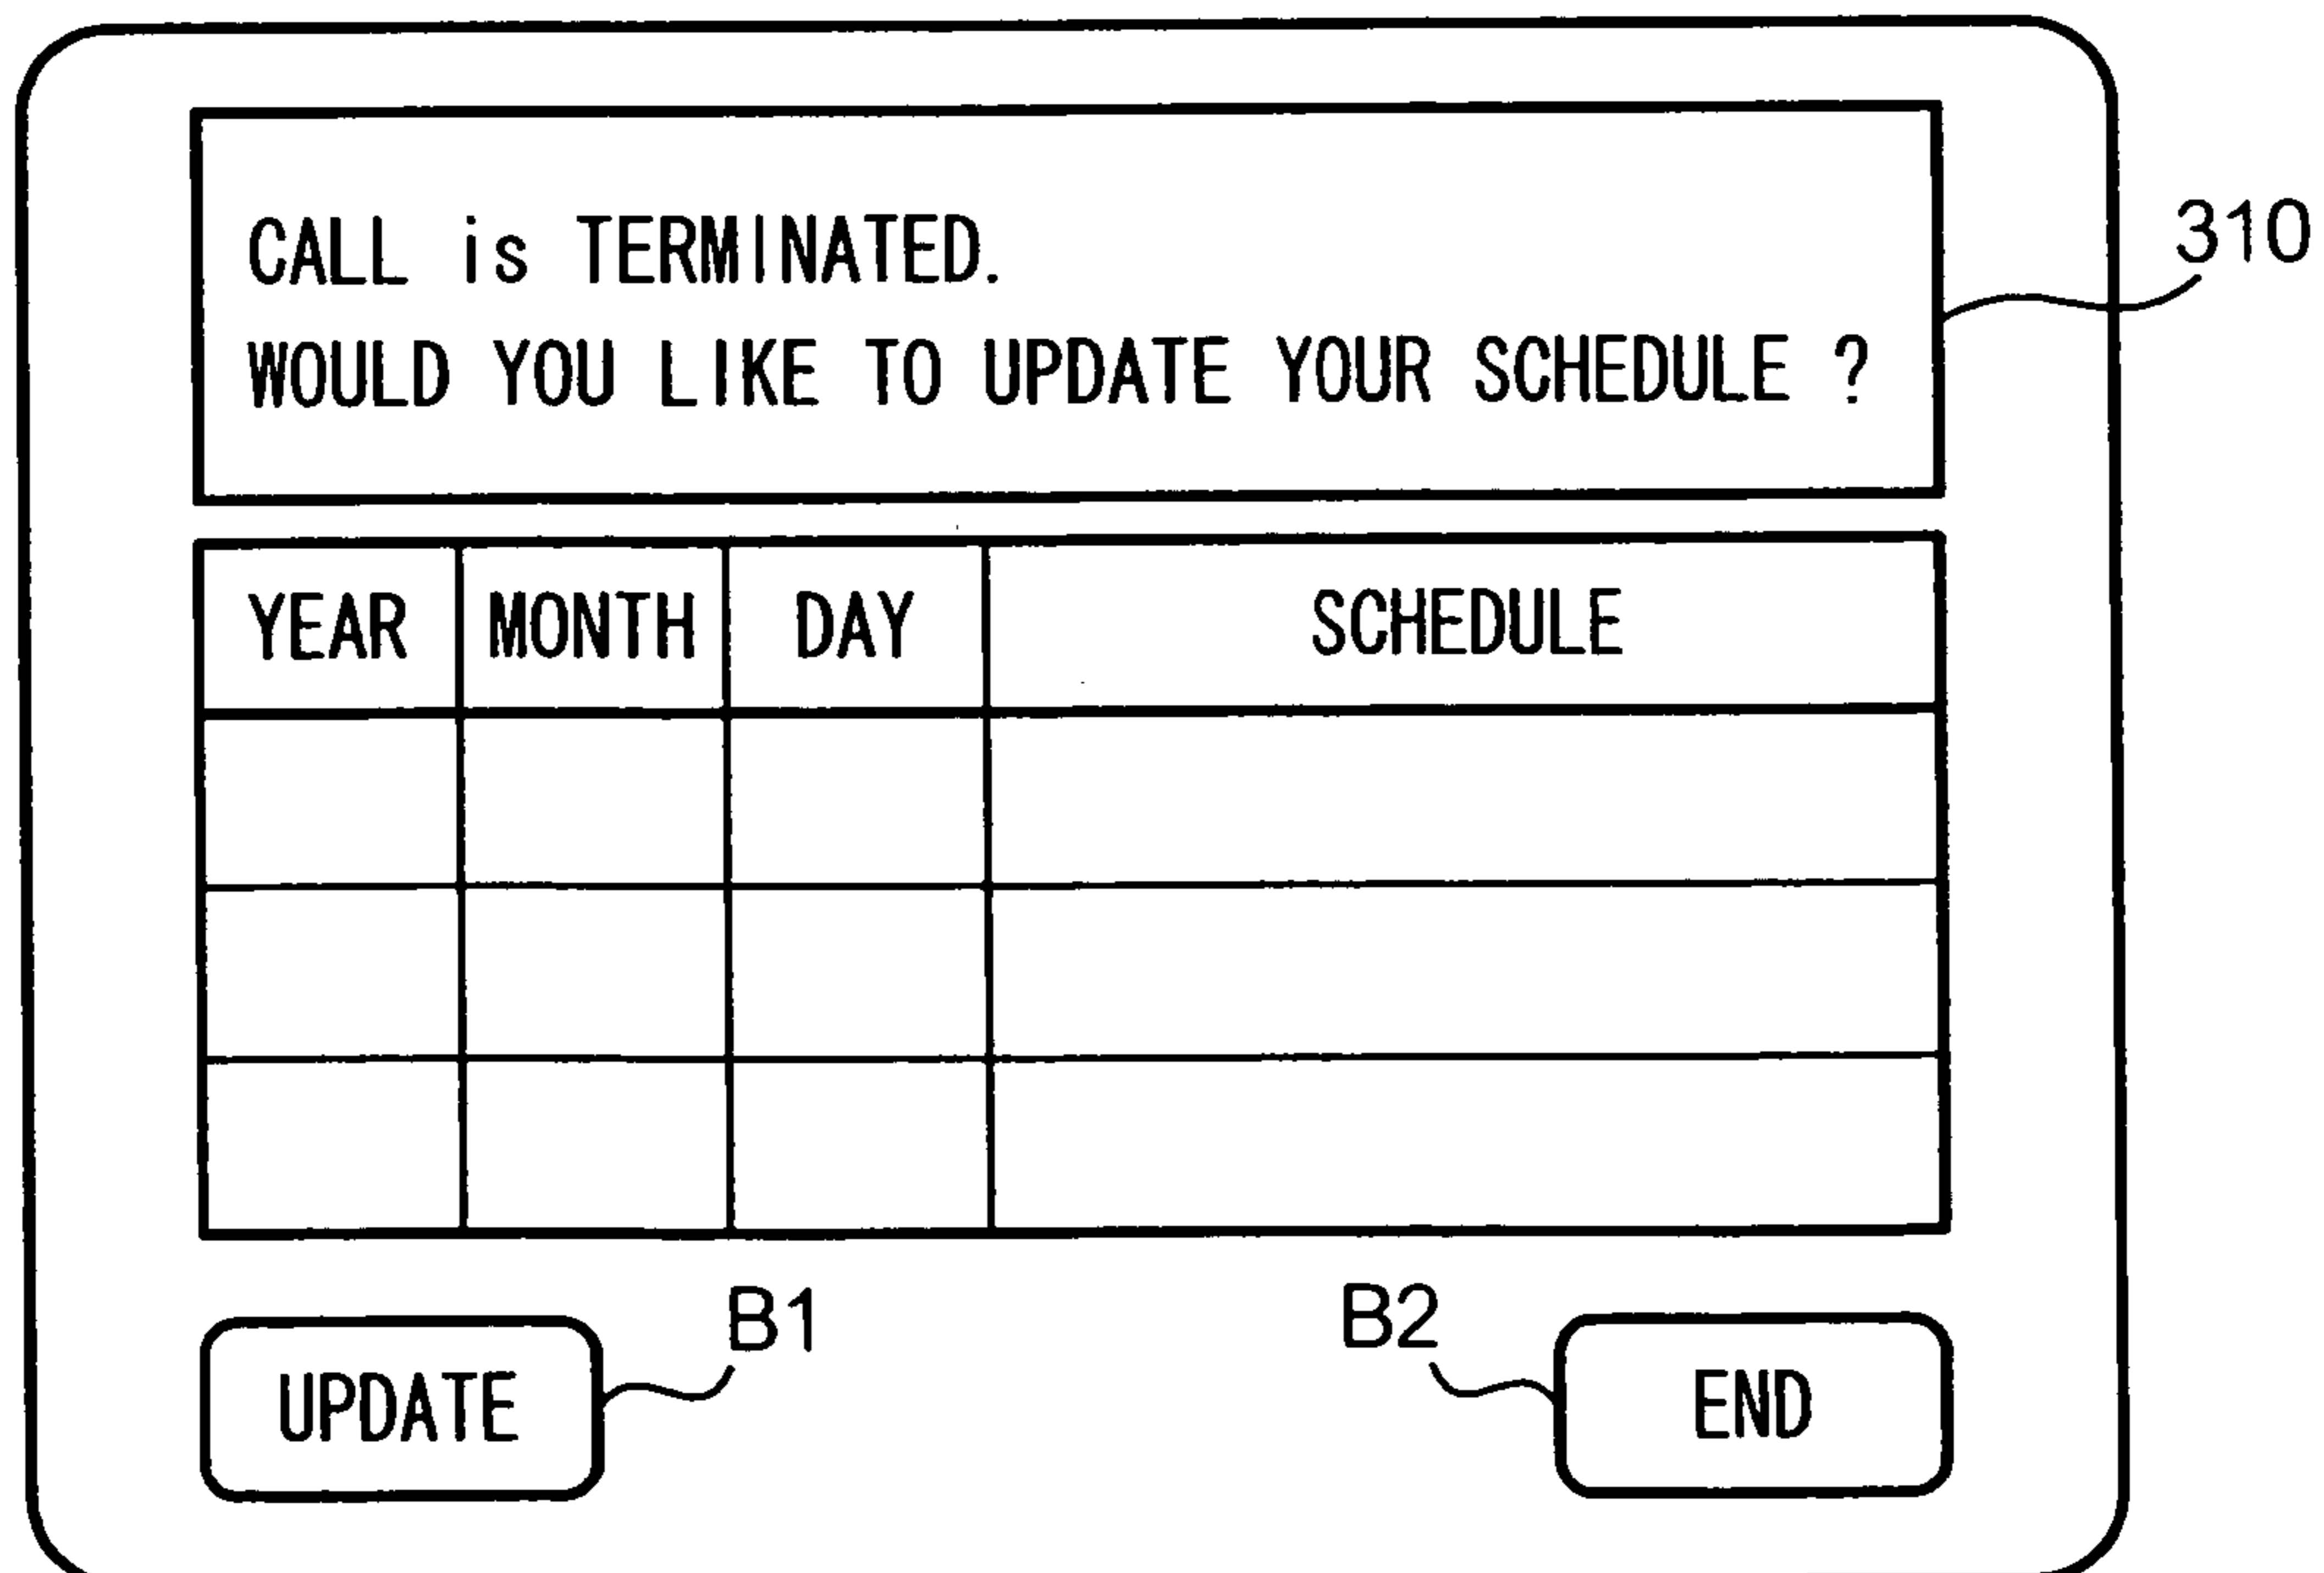 CALL is TERMINATED.
WOULD YOU LIKE TO UPDATE YOUR SCHEDULE ?
310
YEAR MONTH DAY SCHEDULE
B1 B2
UPDATE END